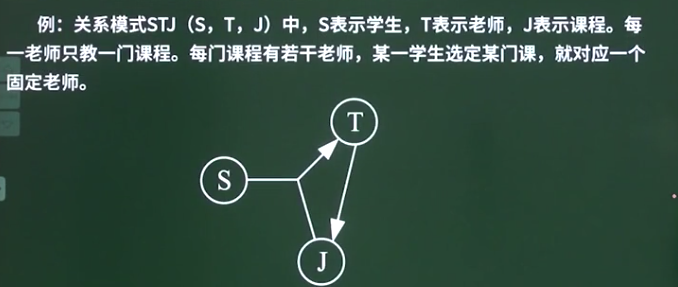 例：关系模式STJ（S，T，J）中，S表示学生，T表示老师，J表示课程。每
一老师只教一门课程。每门课程有若干老师，某一学生选定某门课，就对应一个
固定老师。
T
S
J